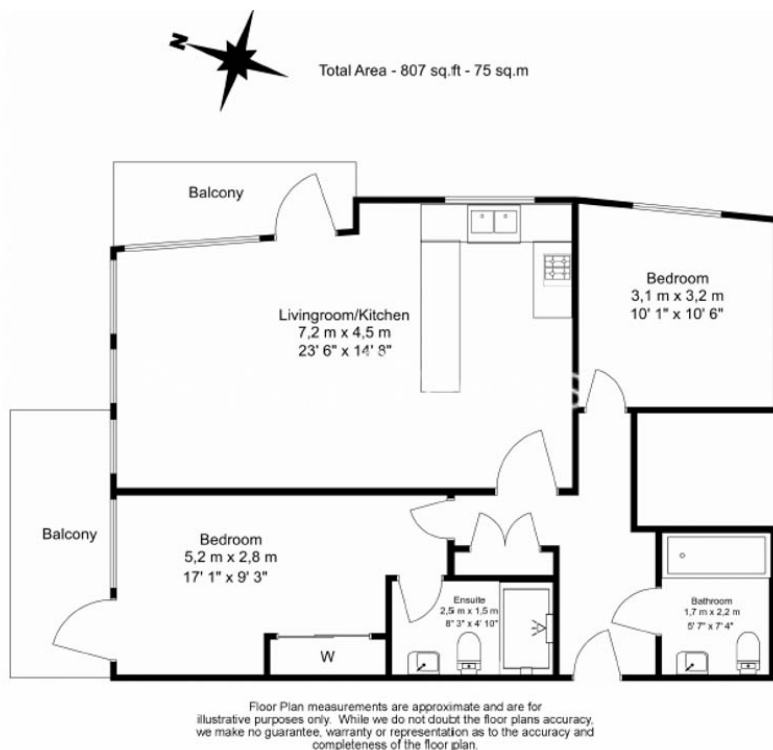 N
Total Area - 807 sq.ft - 75 sq.m
Balcony
Livingroom/Kitchen
7,2 m x 4,5 m
23' 6" x 14' 8"
Bedroom
3,1 m x 3,2 m
10' 1" x 10' 6"
Balcony
Bedroom
5,2 m x 2,8 m
17' 1" x 9' 3"
W
Ensuite
2,5 m x 1,5 m
8' 3" x 4' 10"
Bathroom
1,7 m x 2,2 m
5' 7" x 7' 4"
Floor Plan measurements are approximate and are for
illustrative purposes only. While we do not doubt the floor plans accuracy,
we make no guarantee, warranty or representation as to the accuracy and
completeness of the floor plan.